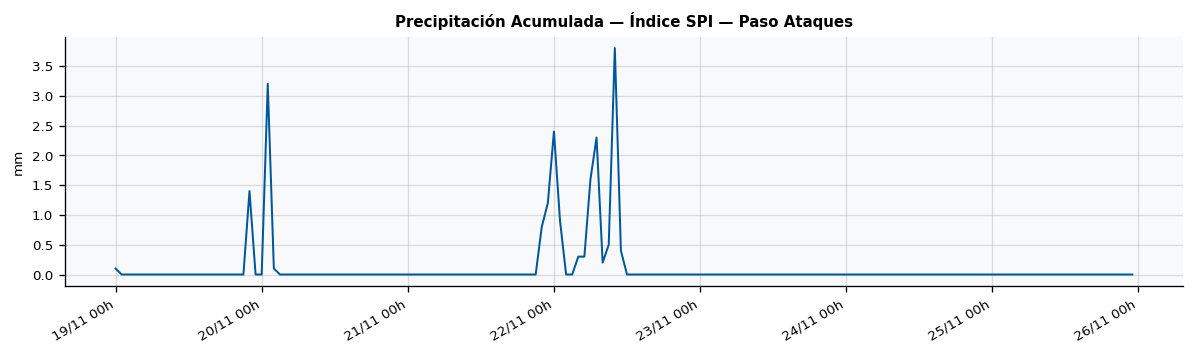 Precipitación Acumulada — Índice SPI — Paso Ataques
mm
3.5
3.0
2.5
2.0
1.5
1.0
0.5
0.0
19/11 00h
20/11 00h
21/11 00h
22/11 00h
23/11 00h
24/11 00h
25/11 00h
26/11 00h